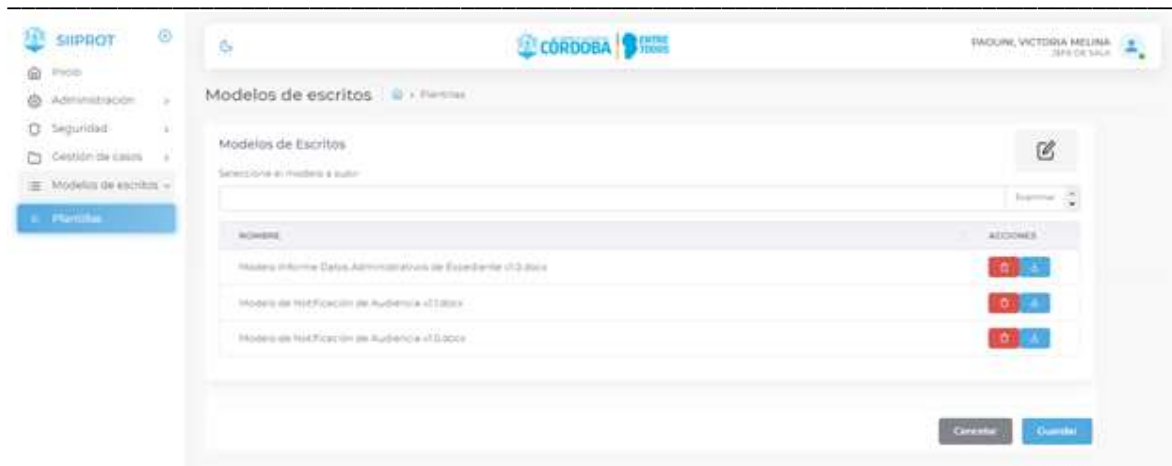 SIIPROT
Inicio
Administración
Seguridad
Gestión de casos
Modelos de escritos
Plantillas
CÓRDOBA ENTRE TODOS
PAOLINI, VICTORIA MELINA
JEFE DE SALA
Modelos de escritos
Plantillas
Modelos de Escritos
Seleccione el modelo a subir
Examinar
NOMBRE
ACCIONES
Modelo Informe Datos Administrativos de Expediente v1.0.docx
Modelo de Notificación de Audiencia v1.1.docx
Modelo de Notificación de Audiencia v1.0.docx
Cancelar
Guardar